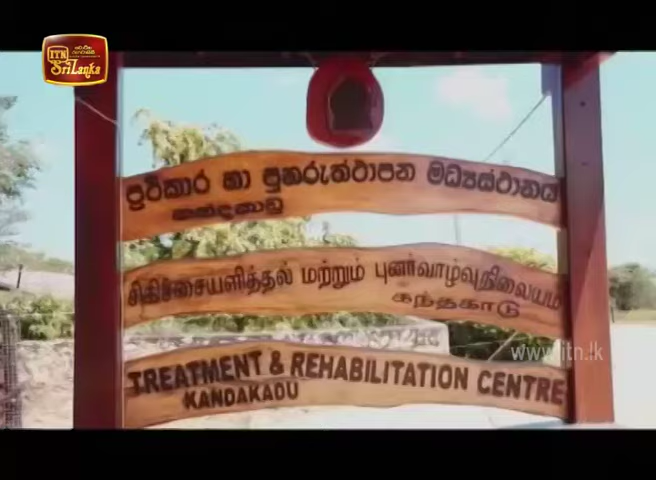 ITN
SriLanka
ප්‍රතිකාර හා පුනරුත්ථාපන මධ්‍යස්ථානය
කන්දකාඩු
சிகிச்சையளித்தல் மற்றும் புனர்வாழ்வுநிலையம்
கந்தகாடு
www.itn.lk
TREATMENT & REHABILITATION CENTRE
KANDAKADU